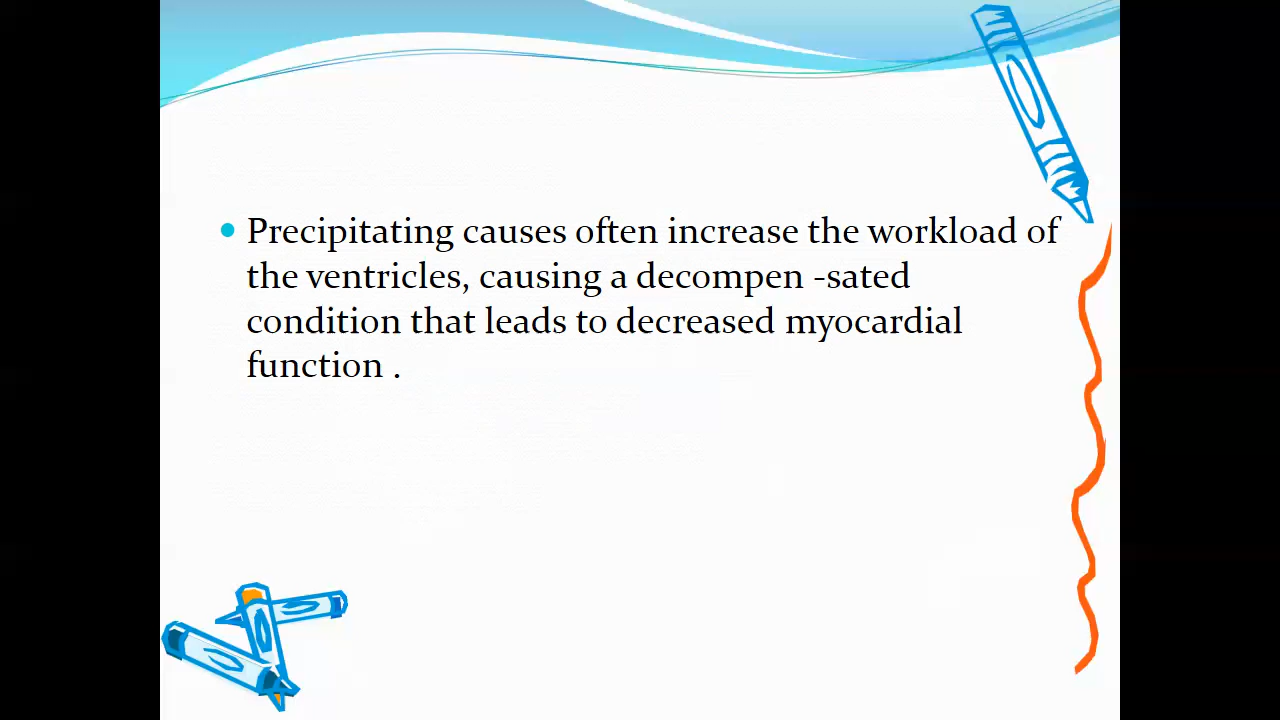 Precipitating causes often increase the workload of
the ventricles, causing a decompen -sated
condition that leads to decreased myocardial
function .